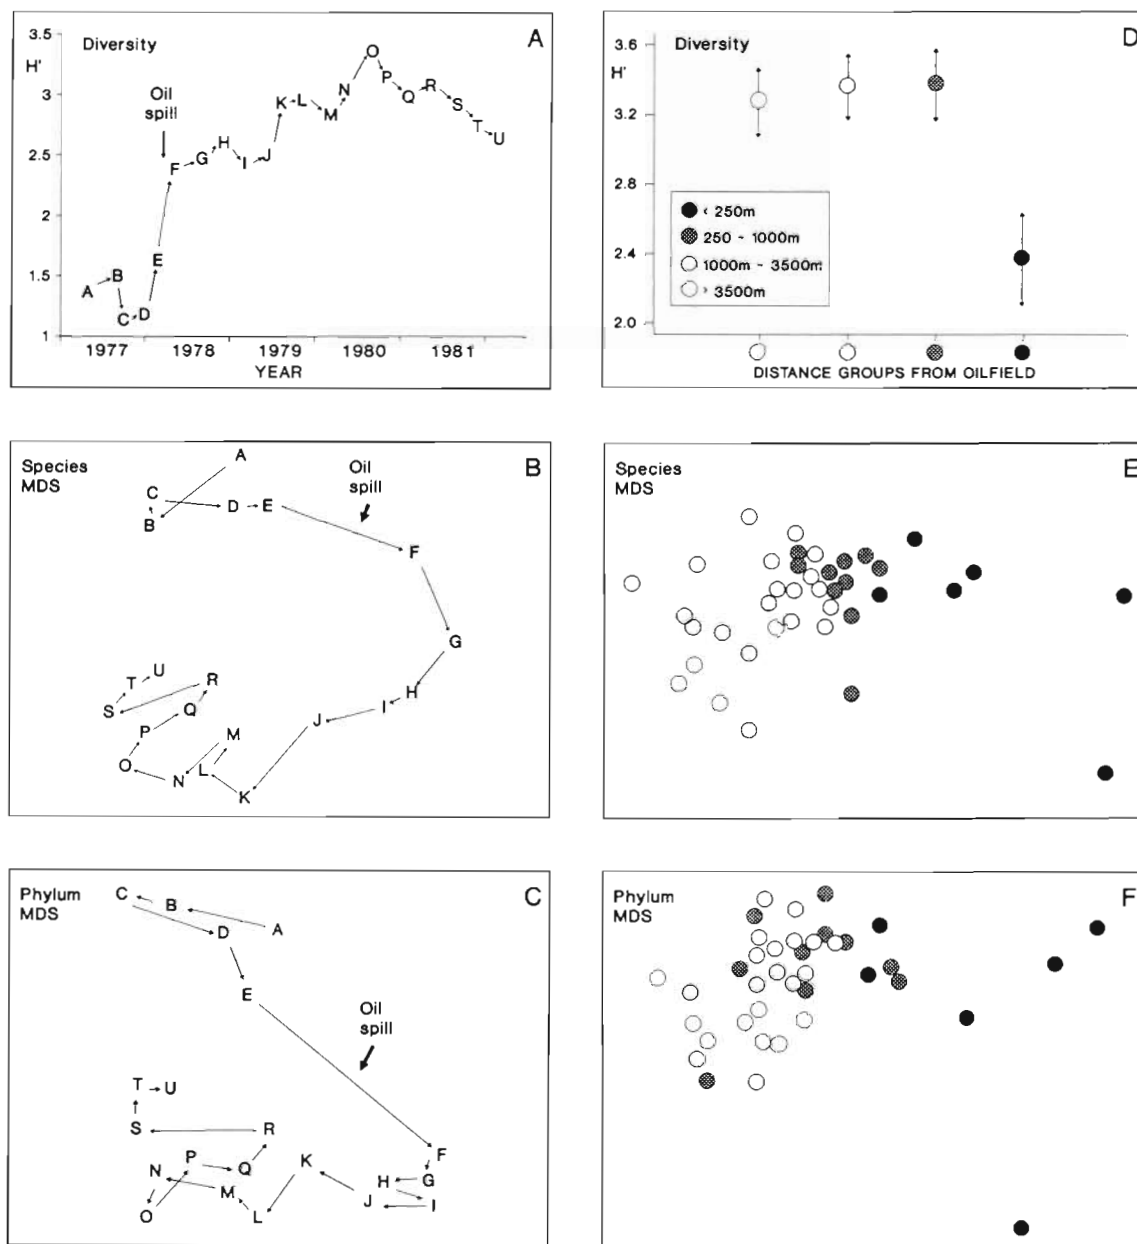 Diversity
A
3.5
H'
3
2.5
2
1.5
1
Oil
spill
A B C D E F G H I J K L M N O P Q R S T U
1977 1978 1979 1980 1981
YEAR
Diversity
D
3.6
H'
3.2
2.8
2.4
2.0
‹ 250m
250 - 1000m
1000m - 3500m
› 3500m
DISTANCE GROUPS FROM OILFIELD
Species
MDS
B
Oil
spill
A B C D E F G H I J K L M N O P Q R S T U
Species
MDS
E
Phylum
MDS
C
Oil
spill
A B C D E F G H I J K L M N O P Q R S T U
Phylum
MDS
F